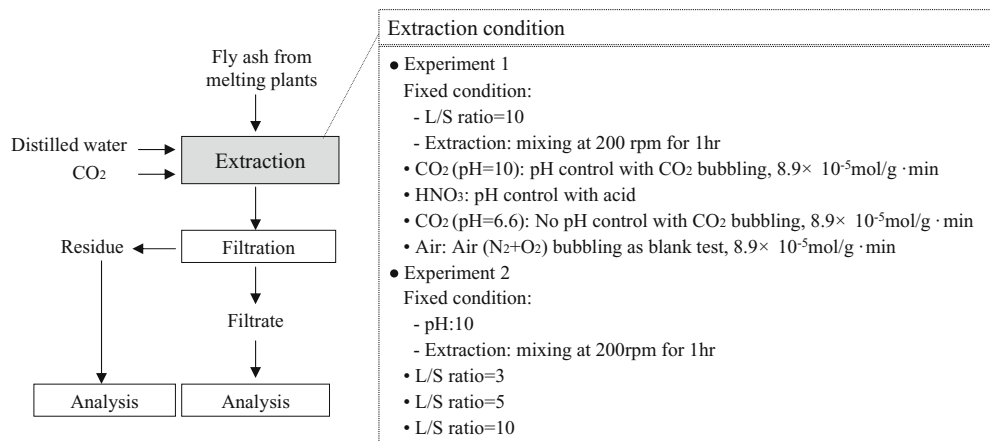 Fly ash from
melting plants
Distilled water
CO₂
Extraction
Residue
Filtration
Filtrate
Analysis
Analysis
Extraction condition
● Experiment 1
Fixed condition:
- L/S ratio=10
- Extraction: mixing at 200 rpm for 1hr
• CO₂ (pH=10): pH control with CO₂ bubbling, 8.9× 10⁻⁵mol/g · min
• HNO₃: pH control with acid
• CO₂ (pH=6.6): No pH control with CO₂ bubbling, 8.9× 10⁻⁵mol/g · min
• Air: Air (N₂+O₂) bubbling as blank test, 8.9× 10⁻⁵mol/g · min
● Experiment 2
Fixed condition:
- pH:10
- Extraction: mixing at 200rpm for 1hr
• L/S ratio=3
• L/S ratio=5
• L/S ratio=10